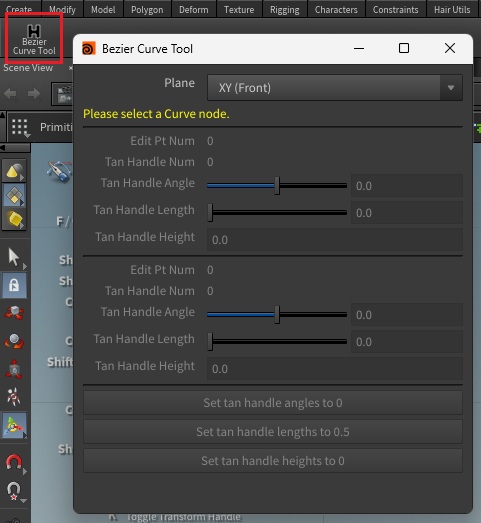 Create Modify Model Polygon Deform Texture Rigging Characters Constraints Hair Utils
Bezier
Curve Tool
Scene View
Primiti
F /
Sh
Sh
C
Shift
C
Sh
Toggle Transform Handle
Bezier Curve Tool
Plane XY (Front)
Please select a Curve node.
Edit Pt Num 0
Tan Handle Num 0
Tan Handle Angle 0.0
Tan Handle Length 0.0
Tan Handle Height 0.0
Edit Pt Num 0
Tan Handle Num 0
Tan Handle Angle 0.0
Tan Handle Length 0.0
Tan Handle Height 0.0
Set tan handle angles to 0
Set tan handle lengths to 0.5
Set tan handle heights to 0